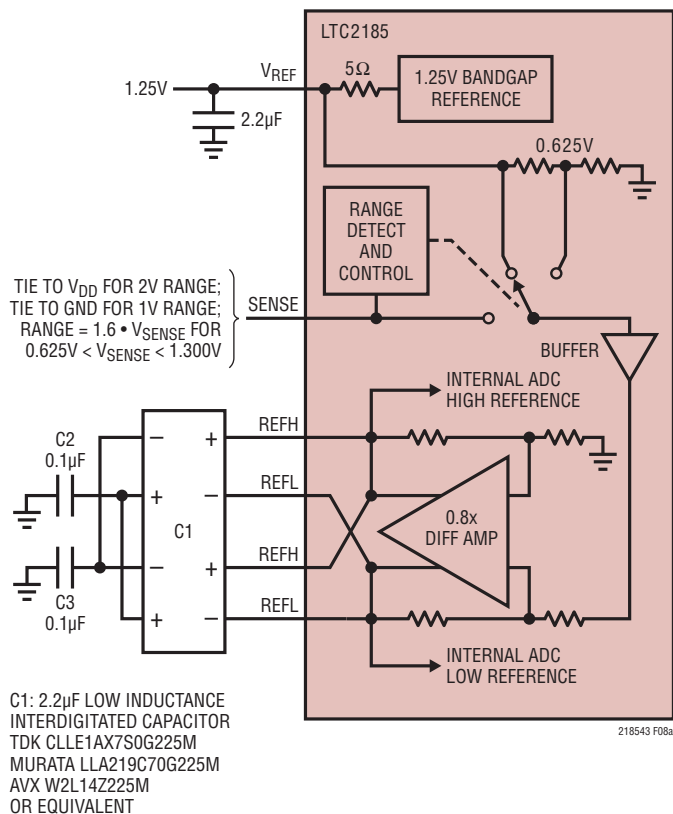 LTC2185
VREF
5Ω
1.25V BANDGAP
REFERENCE
1.25V
2.2µF
0.625V
RANGE
DETECT
AND
CONTROL
TIE TO VDD FOR 2V RANGE;
TIE TO GND FOR 1V RANGE;
RANGE = 1.6 • VSENSE FOR
0.625V < VSENSE < 1.300V
SENSE
BUFFER
INTERNAL ADC
HIGH REFERENCE
REFH
C2
0.1µF
– +
REFL
+ –
C1
0.8x
DIFF AMP
REFH
– +
C3
0.1µF
REFL
+ –
INTERNAL ADC
LOW REFERENCE
C1: 2.2µF LOW INDUCTANCE
INTERDIGITATED CAPACITOR
TDK CLLE1AX7S0G225M
MURATA LLA219C70G225M
AVX W2L14Z225M
OR EQUIVALENT
218543 F08a